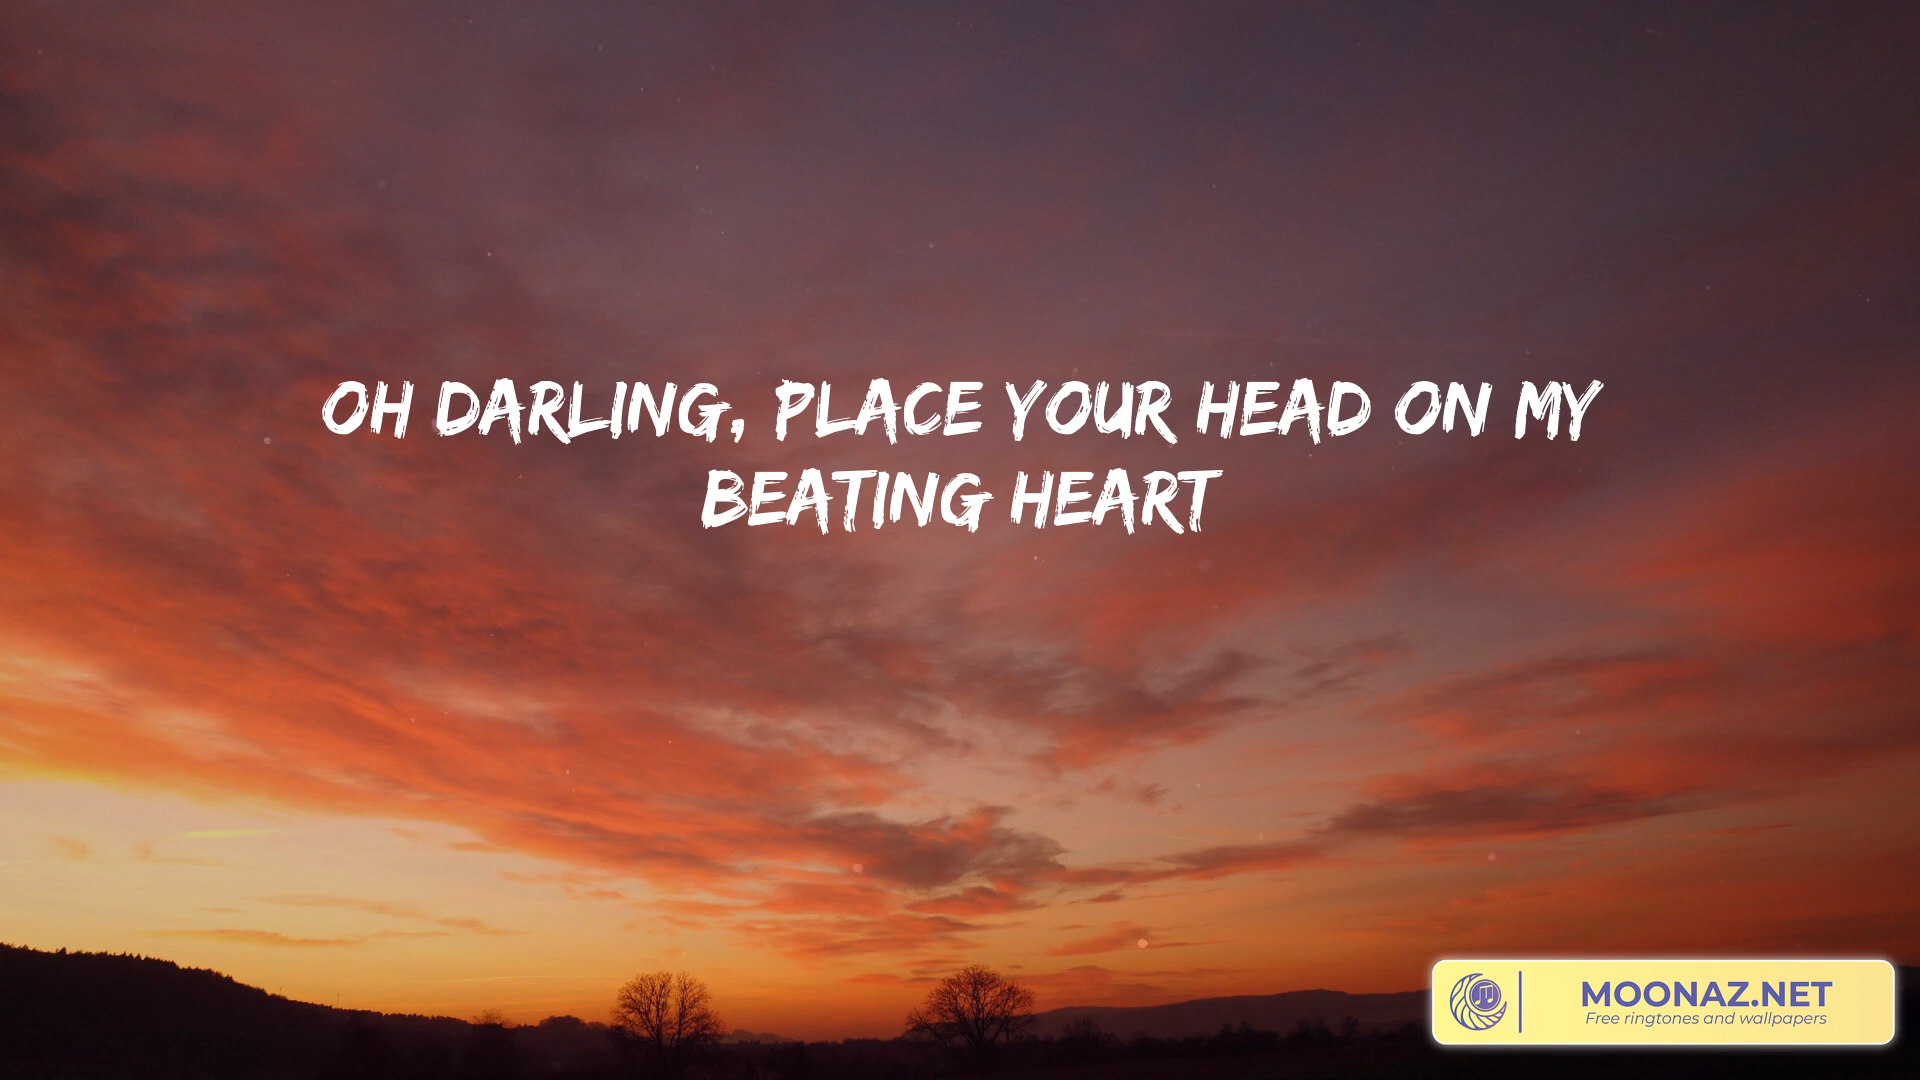 OH DARLING, PLACE YOUR HEAD ON MY
BEATING HEART
MOONAZ.NET
Free ringtones and wallpapers